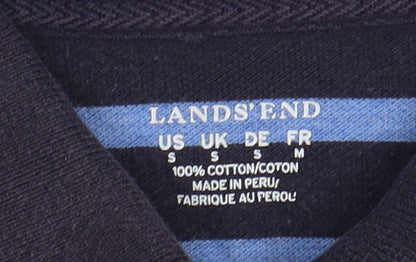 LANDS' END
US UK DE FR
S S S M
100% COTTON/COTON
MADE IN PERU/
FABRIQUE AU PEROU